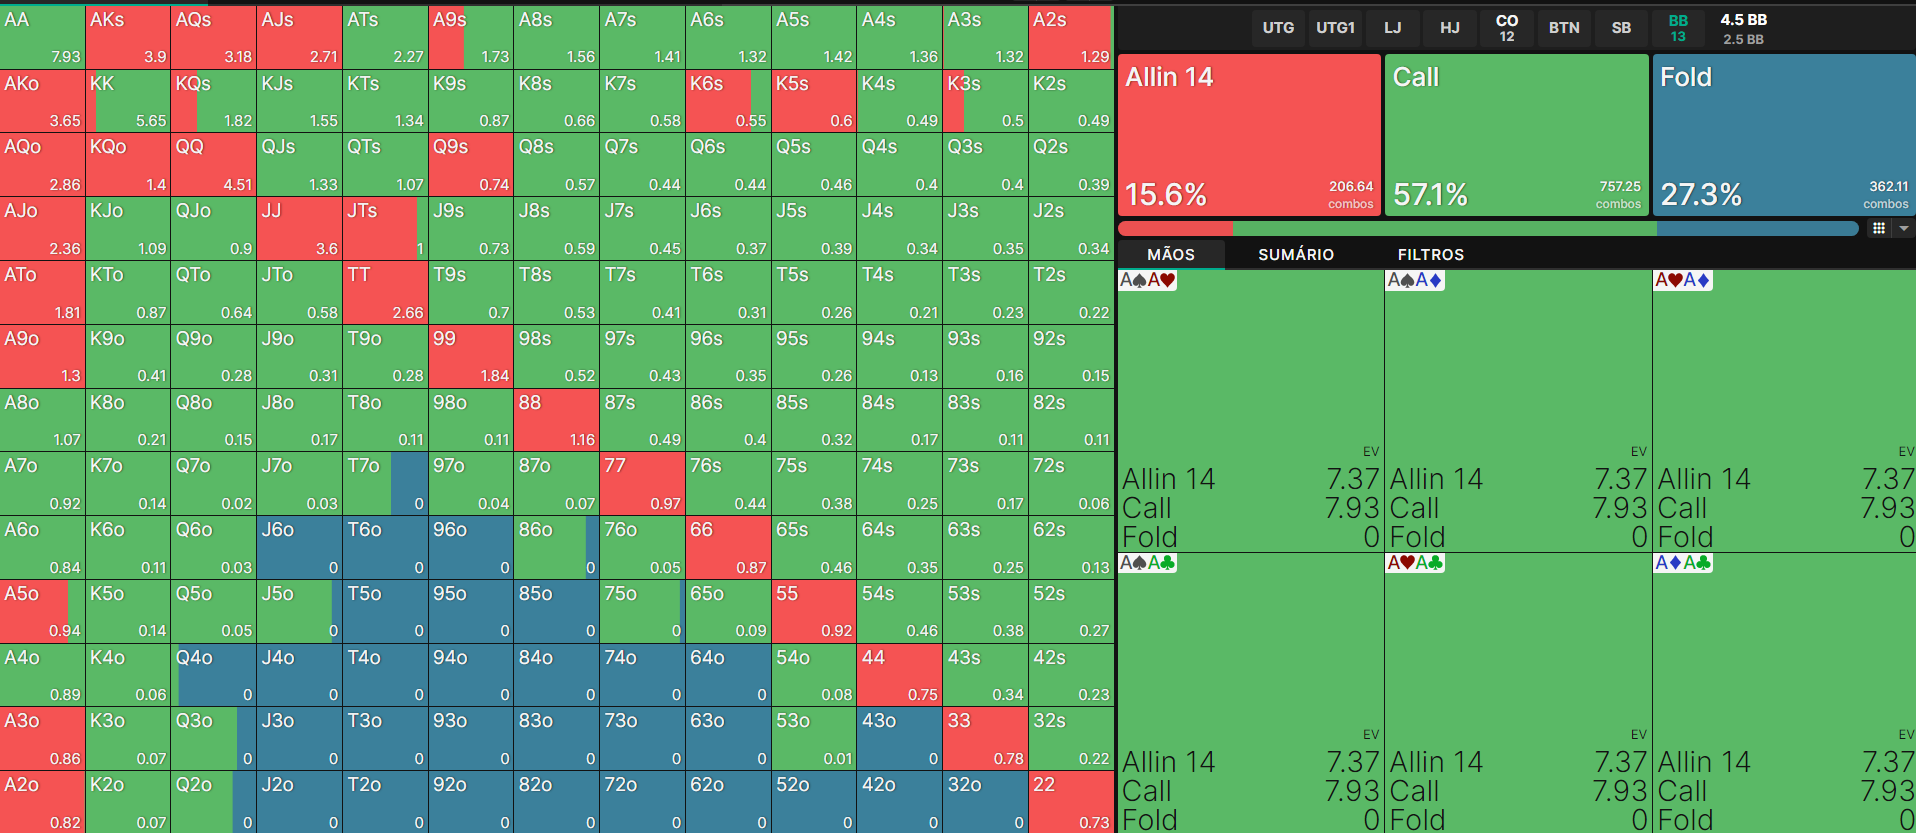 AA AKs AQs AJs ATs A9s A8s A7s A6s A5s A4s A3s A2s
7.93 3.9 3.18 2.71 2.27 1.73 1.56 1.41 1.32 1.42 1.36 1.32 1.29
AKo KK KQs KJs KTs K9s K8s K7s K6s K5s K4s K3s K2s
3.65 5.65 1.82 1.55 1.34 0.87 0.66 0.58 0.55 0.6 0.49 0.5 0.49
AQo KQo QQ QJs QTs Q9s Q8s Q7s Q6s Q5s Q4s Q3s Q2s
2.86 1.4 4.51 1.33 1.07 0.74 0.57 0.44 0.44 0.46 0.4 0.4 0.39
AJo KJo QJo JJ JTs J9s J8s J7s J6s J5s J4s J3s J2s
2.36 1.09 0.9 3.6 1 0.73 0.59 0.45 0.37 0.39 0.34 0.35 0.34
ATo KTo QTo JTo TT T9s T8s T7s T6s T5s T4s T3s T2s
1.81 0.87 0.64 0.58 2.66 0.7 0.53 0.41 0.31 0.26 0.21 0.23 0.22
A9o K9o Q9o J9o T9o 99 98s 97s 96s 95s 94s 93s 92s
1.3 0.41 0.28 0.31 0.28 1.84 0.52 0.43 0.35 0.26 0.13 0.16 0.15
A8o K8o Q8o J8o T8o 98o 88 87s 86s 85s 84s 83s 82s
1.07 0.21 0.15 0.17 0.11 0.11 1.16 0.49 0.4 0.32 0.17 0.11 0.11
A7o K7o Q7o J7o T7o 97o 87o 77 76s 75s 74s 73s 72s
0.92 0.14 0.02 0.03 0 0.04 0.07 0.97 0.44 0.38 0.25 0.17 0.06
A6o K6o Q6o J6o T6o 96o 86o 76o 66 65s 64s 63s 62s
0.84 0.11 0.03 0 0 0 0 0.05 0.87 0.46 0.35 0.25 0.13
A5o K5o Q5o J5o T5o 95o 85o 75o 65o 55 54s 53s 52s
0.94 0.14 0.05 0 0 0 0 0 0.09 0.92 0.46 0.38 0.27
A4o K4o Q4o J4o T4o 94o 84o 74o 64o 54o 44 43s 42s
0.89 0.06 0 0 0 0 0 0 0 0.08 0.75 0.34 0.23
A3o K3o Q3o J3o T3o 93o 83o 73o 63o 53o 43o 33 32s
0.86 0.07 0 0 0 0 0 0 0 0.01 0 0.78 0.22
A2o K2o Q2o J2o T2o 92o 82o 72o 62o 52o 42o 32o 22
0.82 0.07 0 0 0 0 0 0 0 0 0 0 0.73
UTG UTG1 LJ HJ CO BTN SB BB 4.5 BB
12 13 2.5 BB
Allin 14 Call Fold
15.6% 206.64 57.1% 757.25 27.3% 362.11
combos combos combos
MÃOS SUMÁRIO FILTROS
A♠A♥ A♠A♦ A♥A♦
EV EV EV
Allin 14 7.37 Allin 14 7.37 Allin 14 7.37
Call 7.93 Call 7.93 Call 7.93
Fold 0 Fold 0 Fold 0
A♠A♣ A♥A♣ A♦A♣
EV EV EV
Allin 14 7.37 Allin 14 7.37 Allin 14 7.37
Call 7.93 Call 7.93 Call 7.93
Fold 0 Fold 0 Fold 0